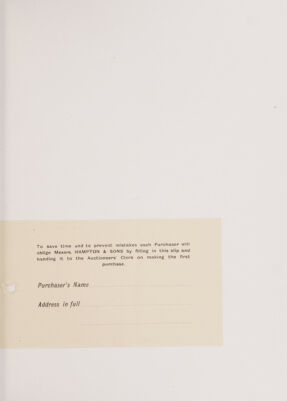 To save time and to prevent mistakes each Purchaser will
oblige Messrs. HAMPTON & SONS by filling in this slip and
handing it to the Auctioneers' Clerk on making the first
purchase.
Purchaser's Name
Address in full